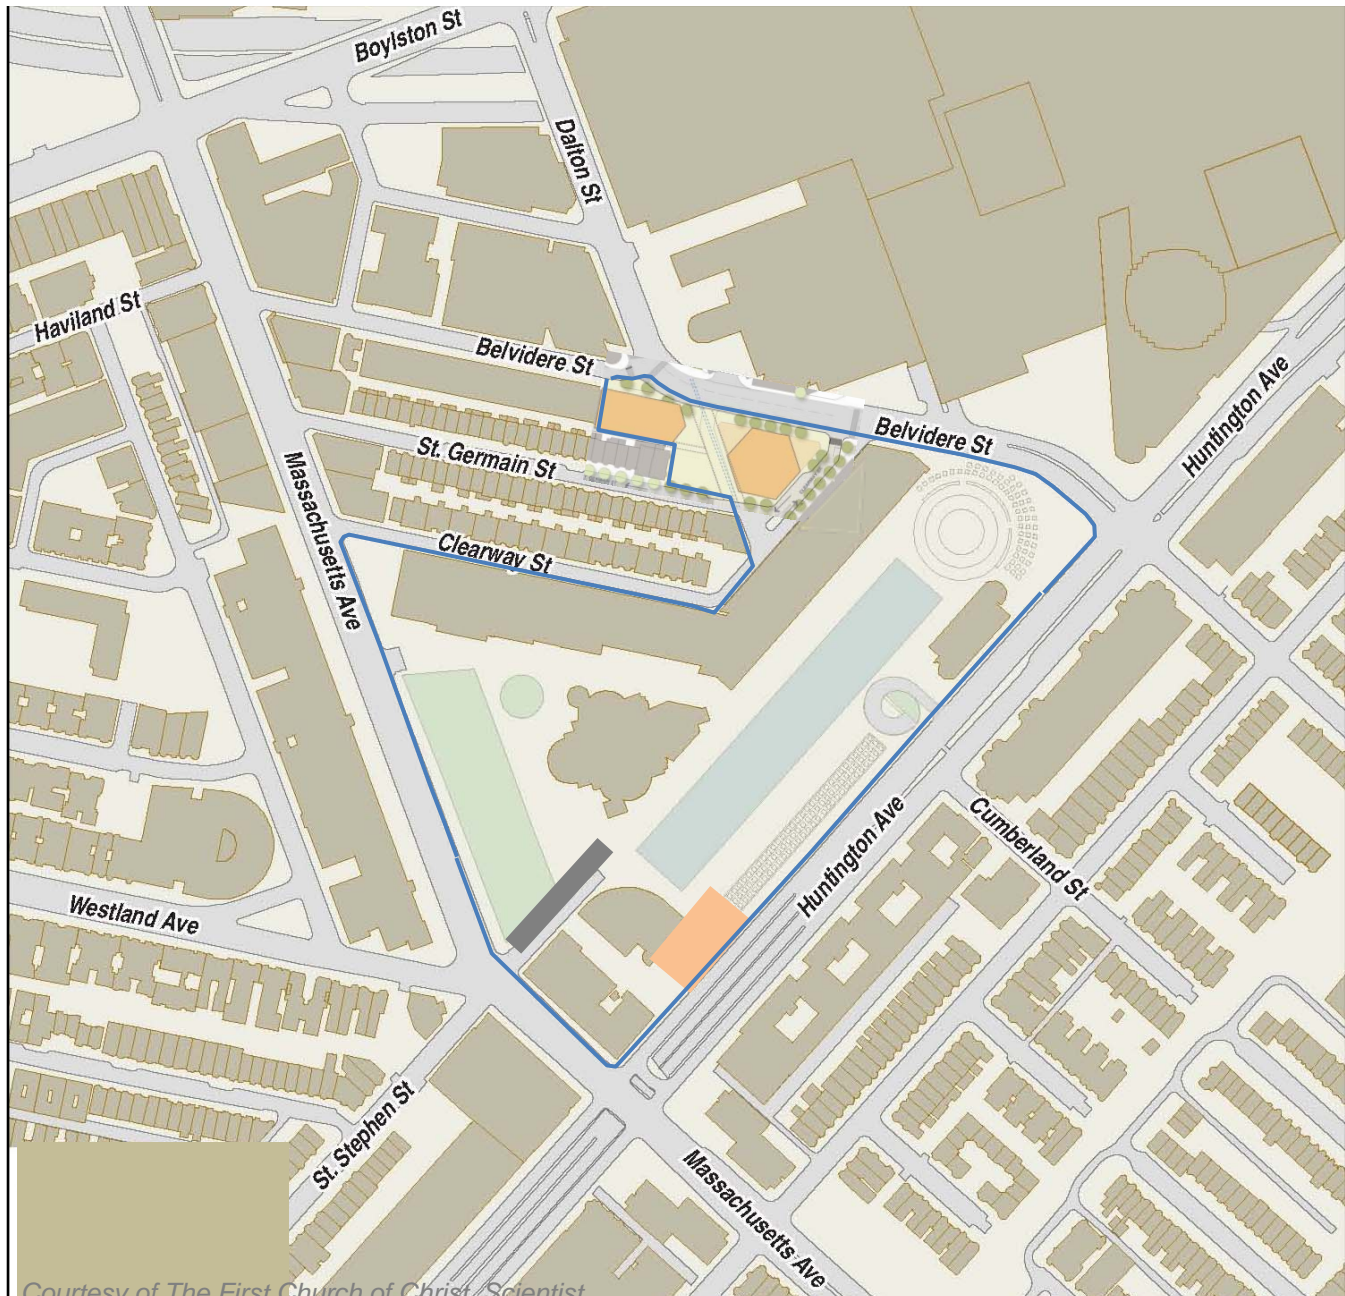 Boylston St
Dalton St
Haviland St
Belvidere St
Huntington Ave
Belvidere St
St. Germain St
Massachusetts Ave
Clearway St
Huntington Ave
Cumberland St
Westland Ave
St. Stephen St
Massachusetts Ave
Courtesy of The First Church of Christ, Scientist